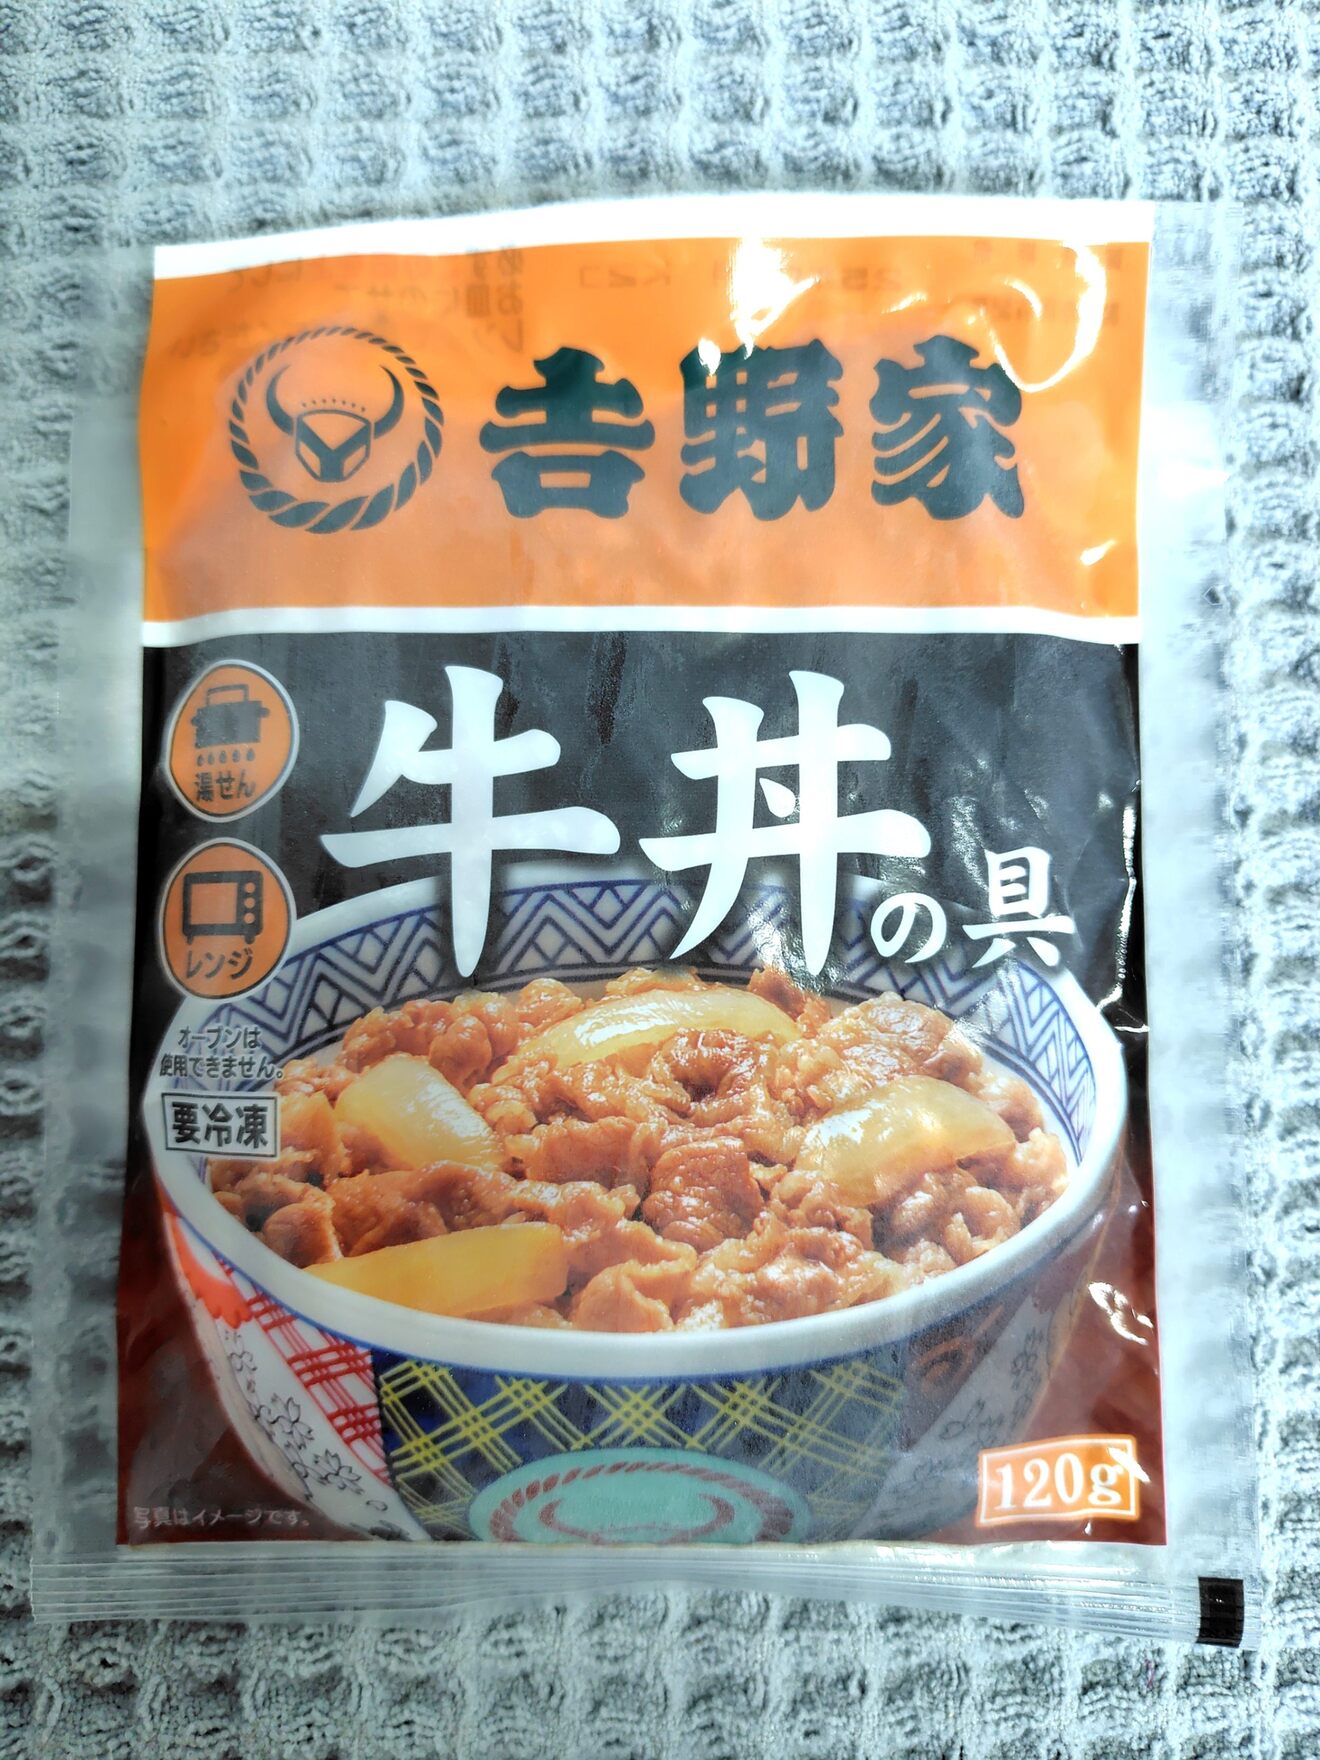 吉野家
牛丼の具
湯せん
レンジ
オーブンは
使用できません。
要冷凍
120g
写真はイメージです。